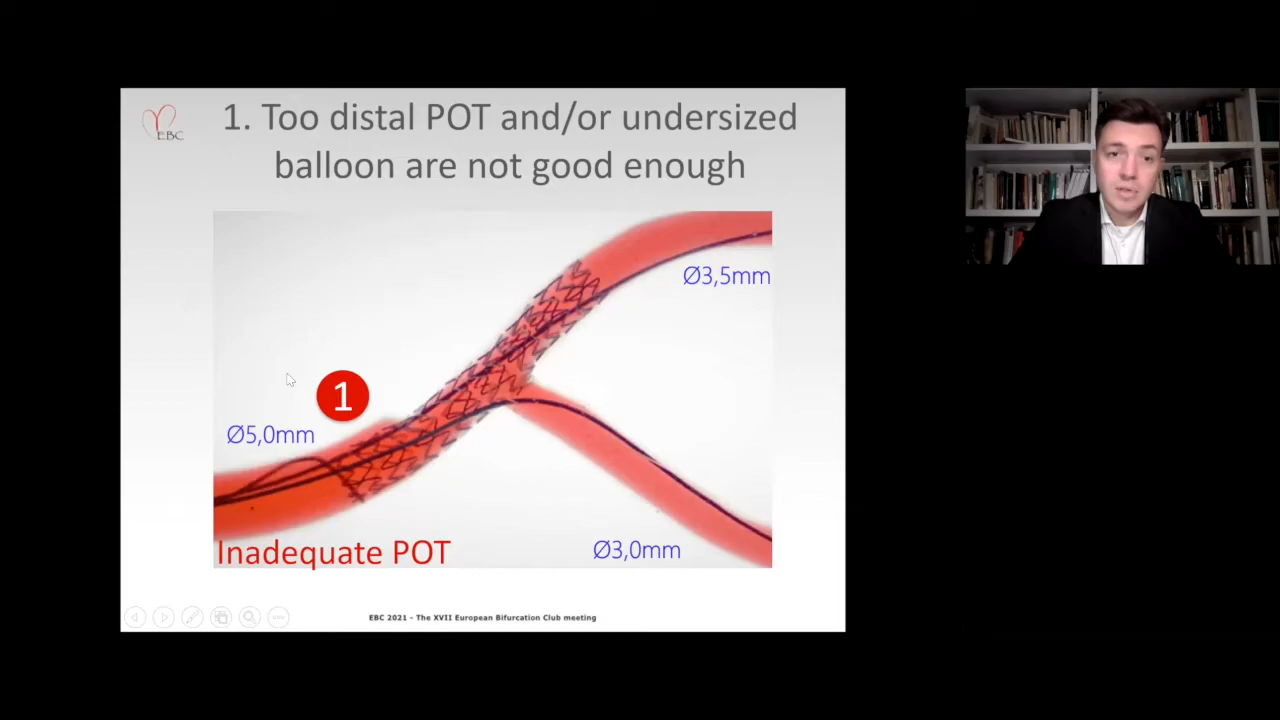 EBC
1. Too distal POT and/or undersized
balloon are not good enough
Ø3,5mm
1
Ø5,0mm
Inadequate POT
Ø3,0mm
EBC 2021 - The XVII European Bifurcation Club meeting